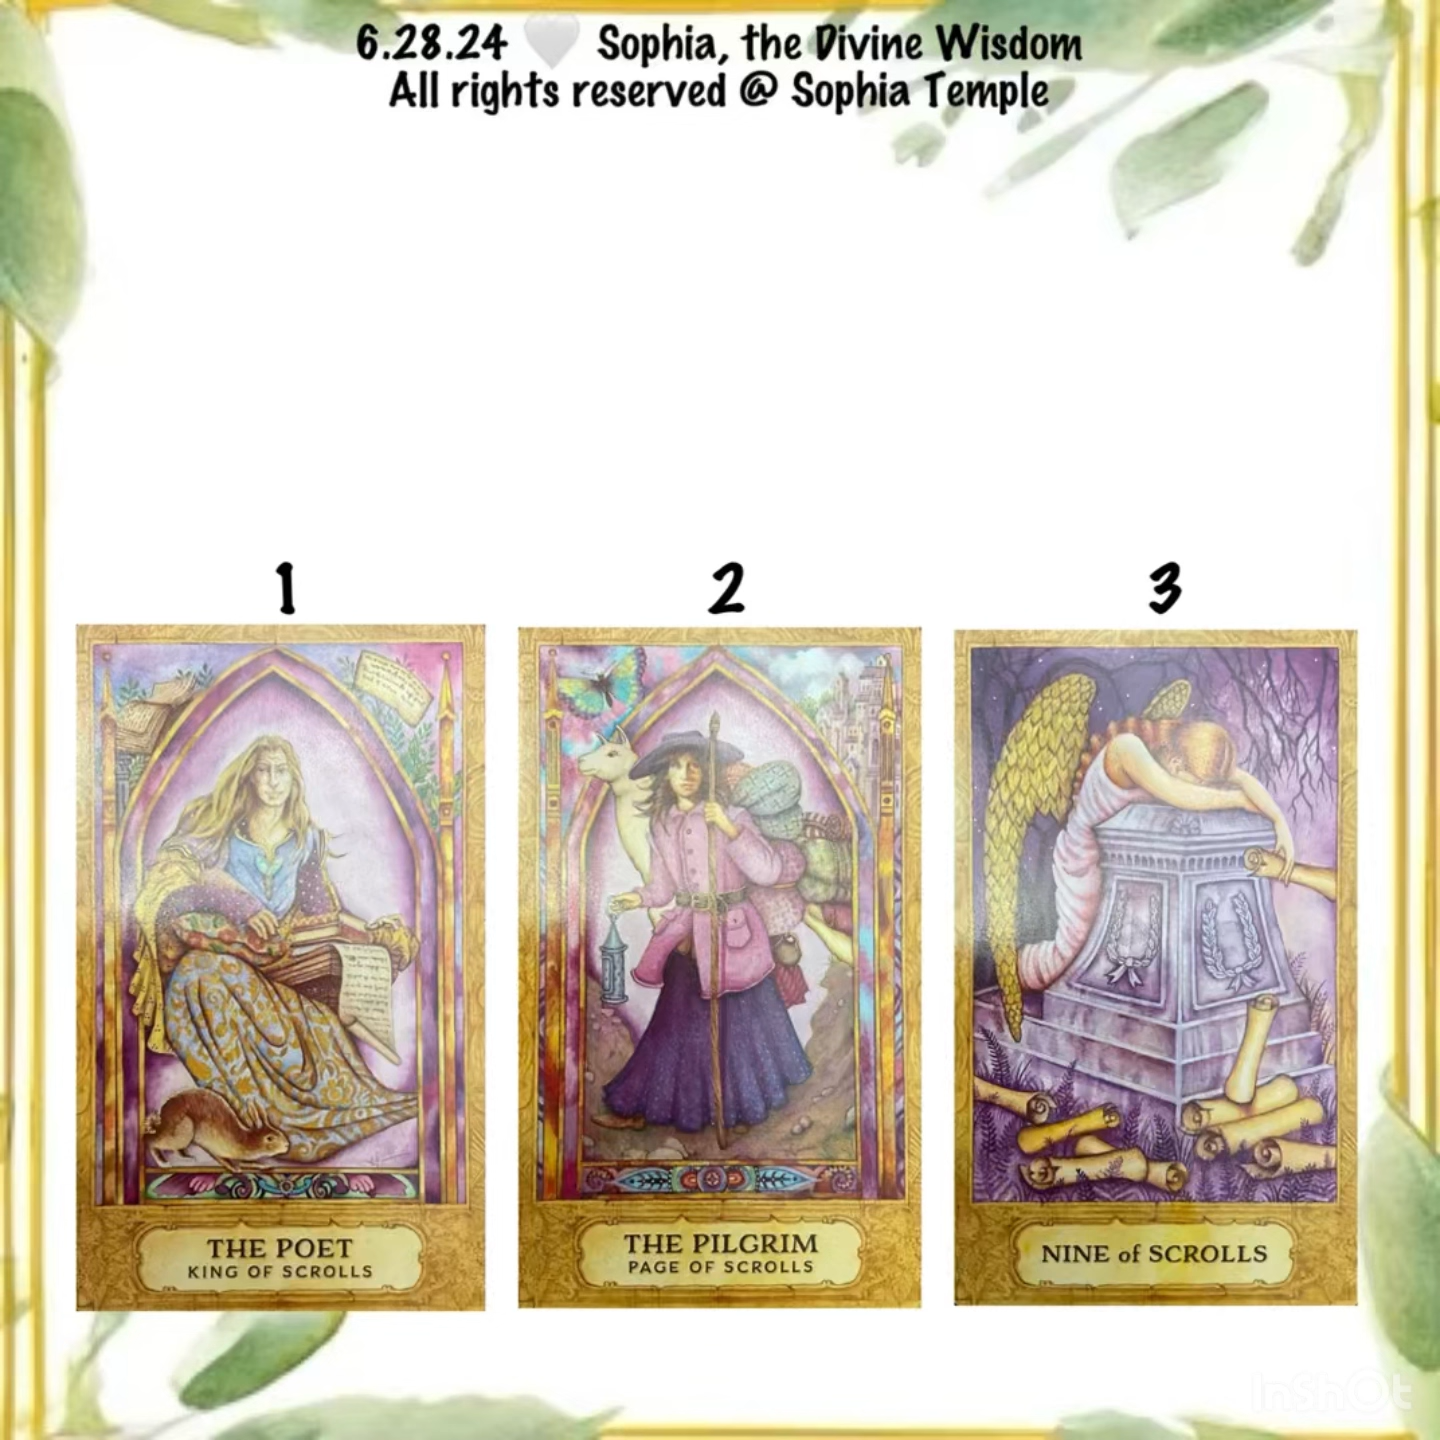 6.28.24 🤍 Sophia, the Divine Wisdom
All rights reserved @ Sophia Temple
1
2
3
THE POET
KING OF SCROLLS
THE PILGRIM
PAGE OF SCROLLS
NINE of SCROLLS
InShOt